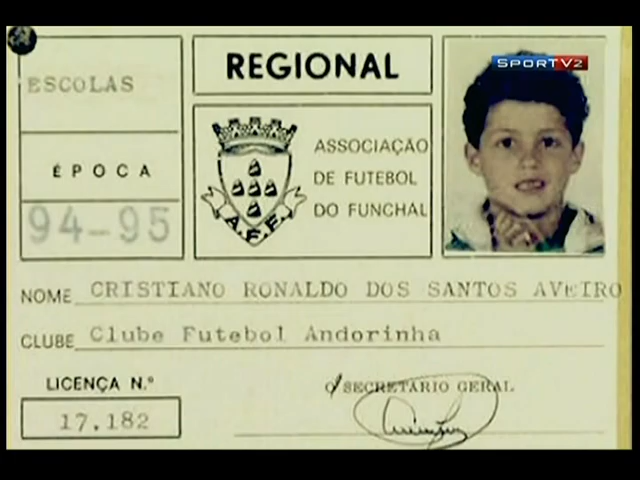 SPORTV2
ESCOLAS
ÉPOCA
94-95
REGIONAL
A.F.F.
ASSOCIAÇÃO
DE FUTEBOL
DO FUNCHAL
NOME CRISTIANO RONALDO DOS SANTOS AVEIRO
CLUBE Clube Futebol Andorinha
LICENÇA N.º
17.182
O SECRETÁRIO GERAL